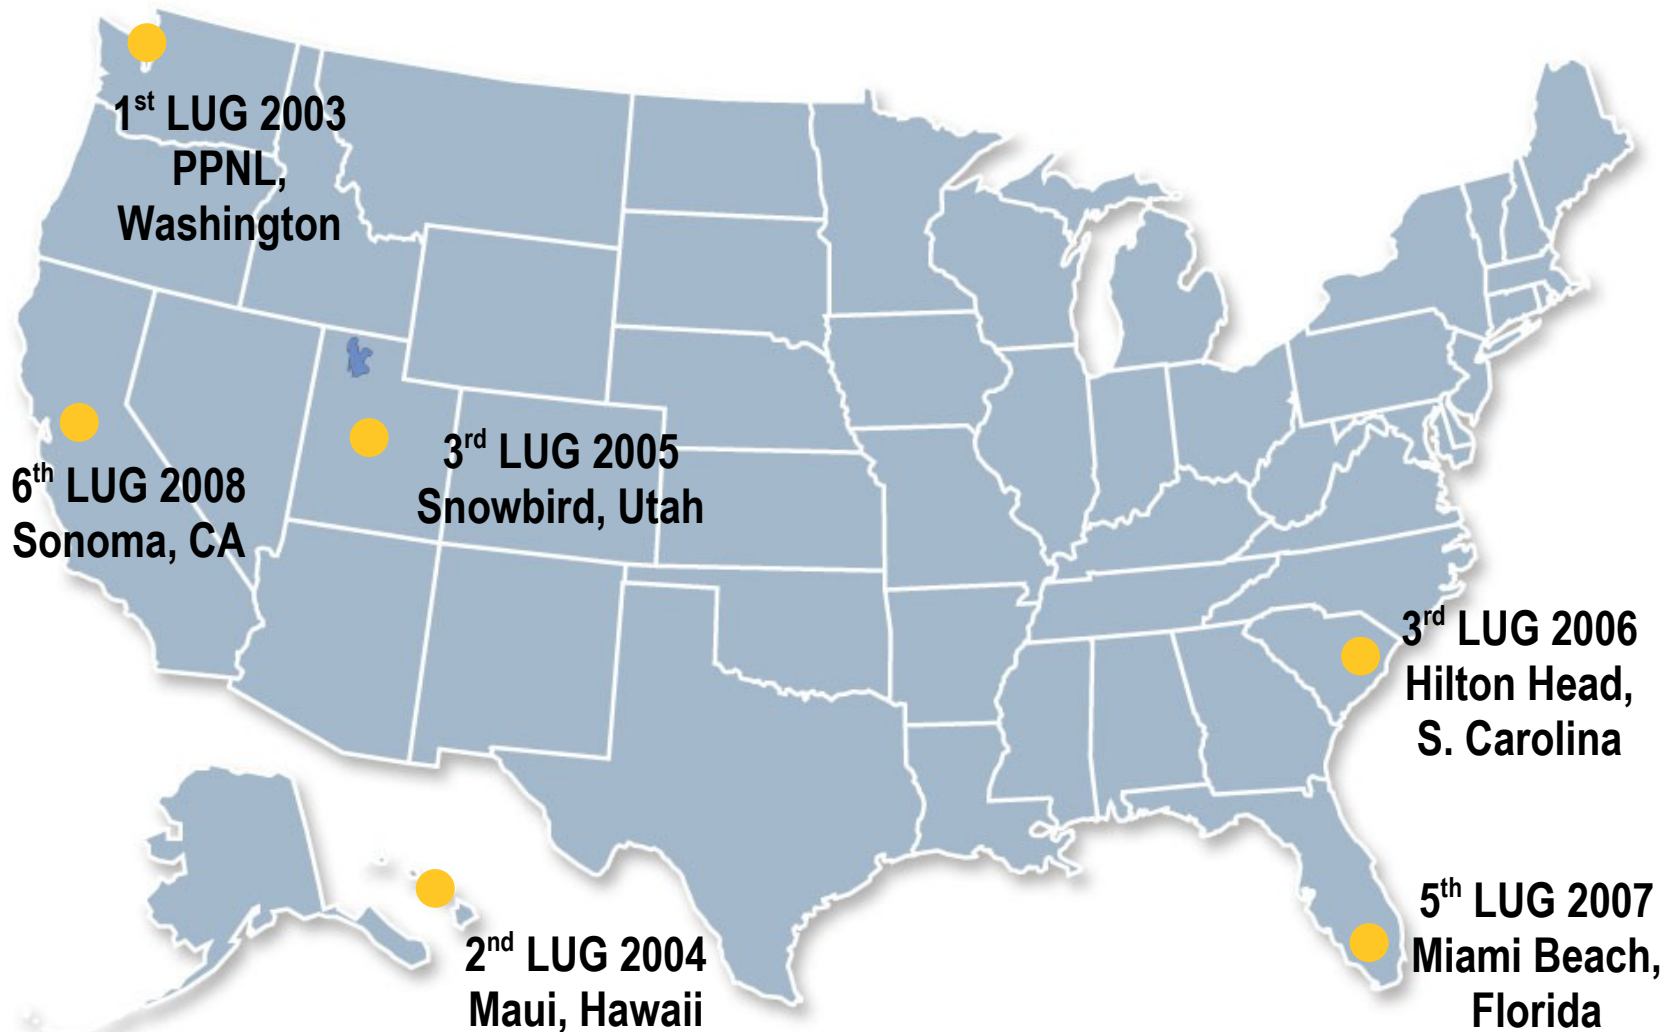 1st LUG 2003
PPNL,
Washington
6th LUG 2008
Sonoma, CA
3rd LUG 2005
Snowbird, Utah
3rd LUG 2006
Hilton Head,
S. Carolina
2nd LUG 2004
Maui, Hawaii
5th LUG 2007
Miami Beach,
Florida